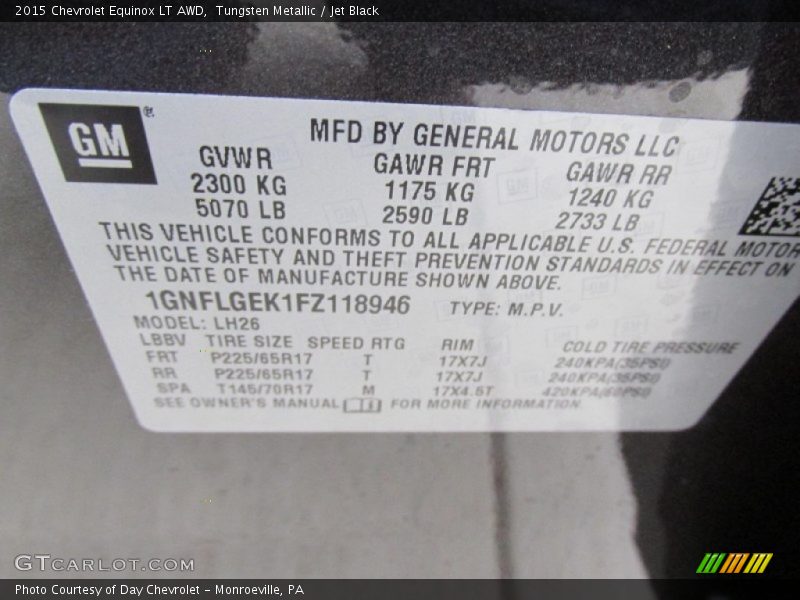 2015 Chevrolet Equinox LT AWD, Tungsten Metallic / Jet Black
GM®
MFD BY GENERAL MOTORS LLC
GVWR GAWR FRT GAWR RR
2300 KG 1175 KG 1240 KG
5070 LB 2590 LB 2733 LB
THIS VEHICLE CONFORMS TO ALL APPLICABLE U.S. FEDERAL MOTOR
VEHICLE SAFETY AND THEFT PREVENTION STANDARDS IN EFFECT ON
THE DATE OF MANUFACTURE SHOWN ABOVE.
1GNFLGEK1FZ118946 TYPE: M.P.V.
MODEL: LH26
LBBV TIRE SIZE SPEED RTG RIM COLD TIRE PRESSURE
FRT P225/65R17 T 17X7J 240KPA(35PSI)
RR P225/65R17 T 17X7J 240KPA(35PSI)
SPA T145/70R17 M 17X4.5T 420KPA(60PSI)
SEE OWNER'S MANUAL FOR MORE INFORMATION.
GTCARLOT.COM
Photo Courtesy of Day Chevrolet – Monroeville, PA